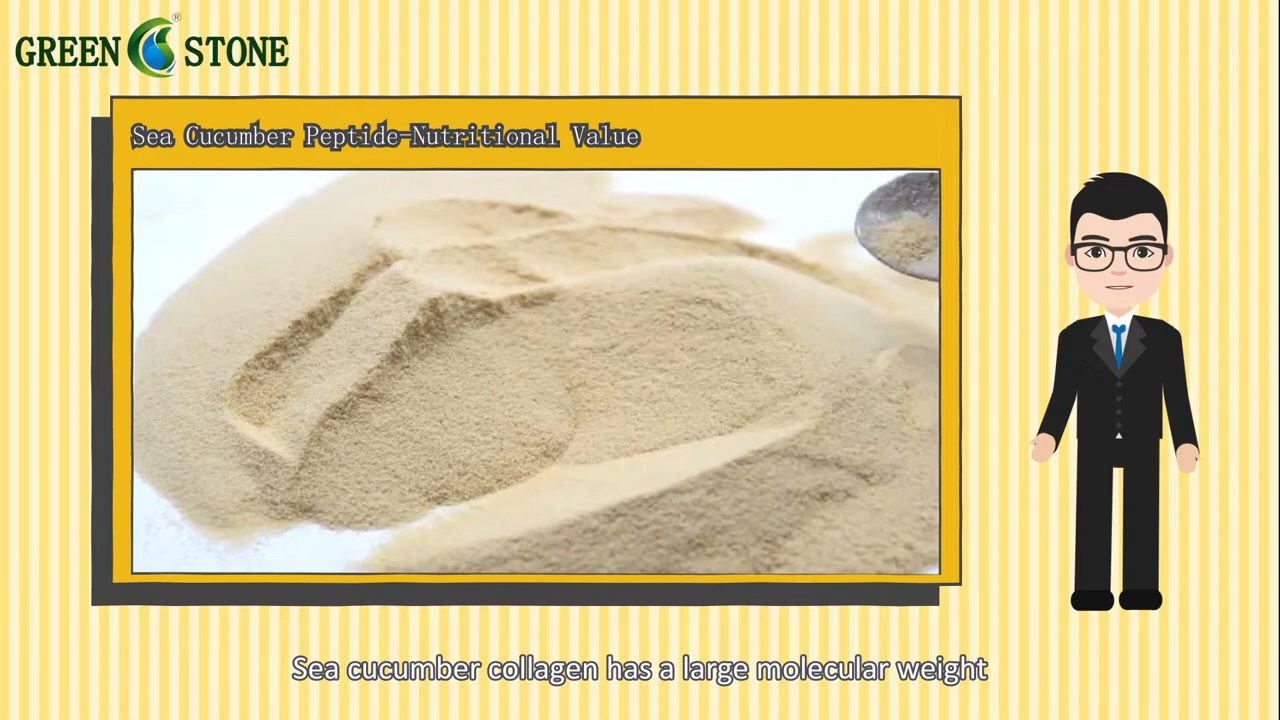 GREEN STONE
®
Sea Cucumber Peptide-Nutritional Value
Sea cucumber collagen has a large molecular weight